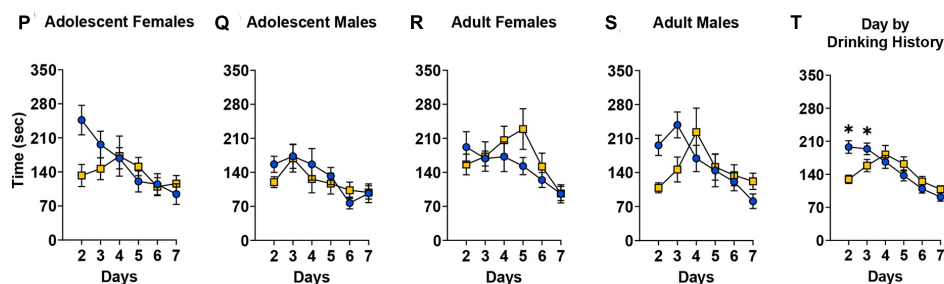 P Adolescent Females
Q Adolescent Males
R Adult Females
S Adult Males
T Day by
Drinking History
Time (sec)
350
280
210
140
70
0
2 3 4 5 6 7
Days
350
280
210
140
70
0
2 3 4 5 6 7
Days
350
280
210
140
70
0
2 3 4 5 6 7
Days
350
280
210
140
70
0
2 3 4 5 6 7
Days
350
280
210
140
70
0
* *
2 3 4 5 6 7
Days